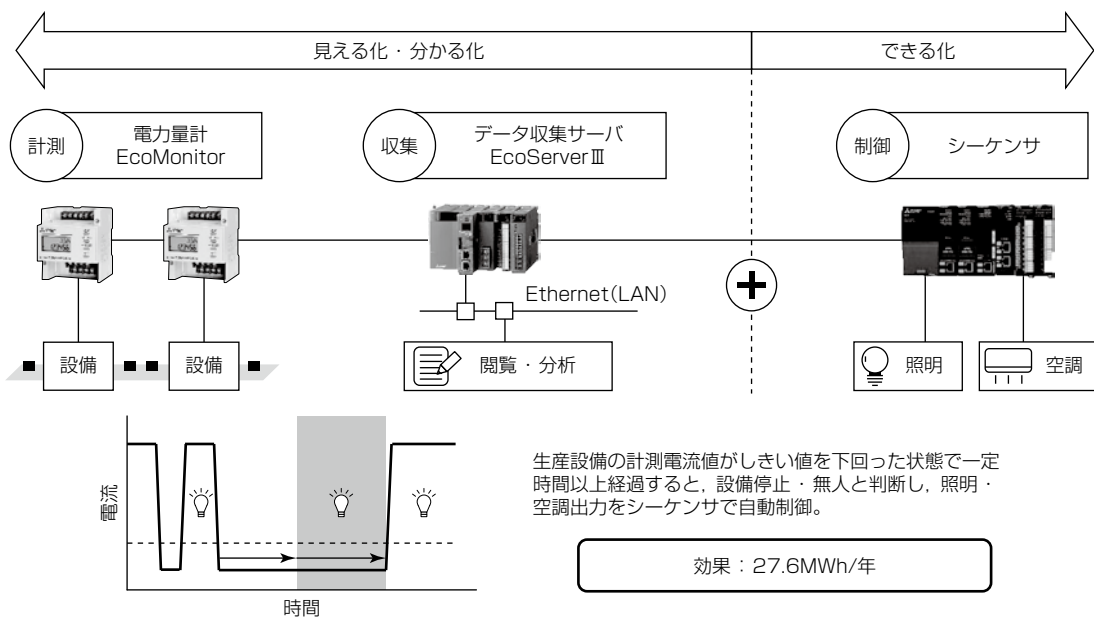 見える化・分かる化
できる化
計測
電力量計
EcoMonitor
収集
データ収集サーバ
EcoServerⅢ
制御
シーケンサ
Ethernet(LAN)
設備
設備
閲覧・分析
照明
空調
電流
時間
生産設備の計測電流値がしきい値を下回った状態で一定
時間以上経過すると，設備停止・無人と判断し，照明・
空調出力をシーケンサで自動制御。
効果：27.6MWh/年